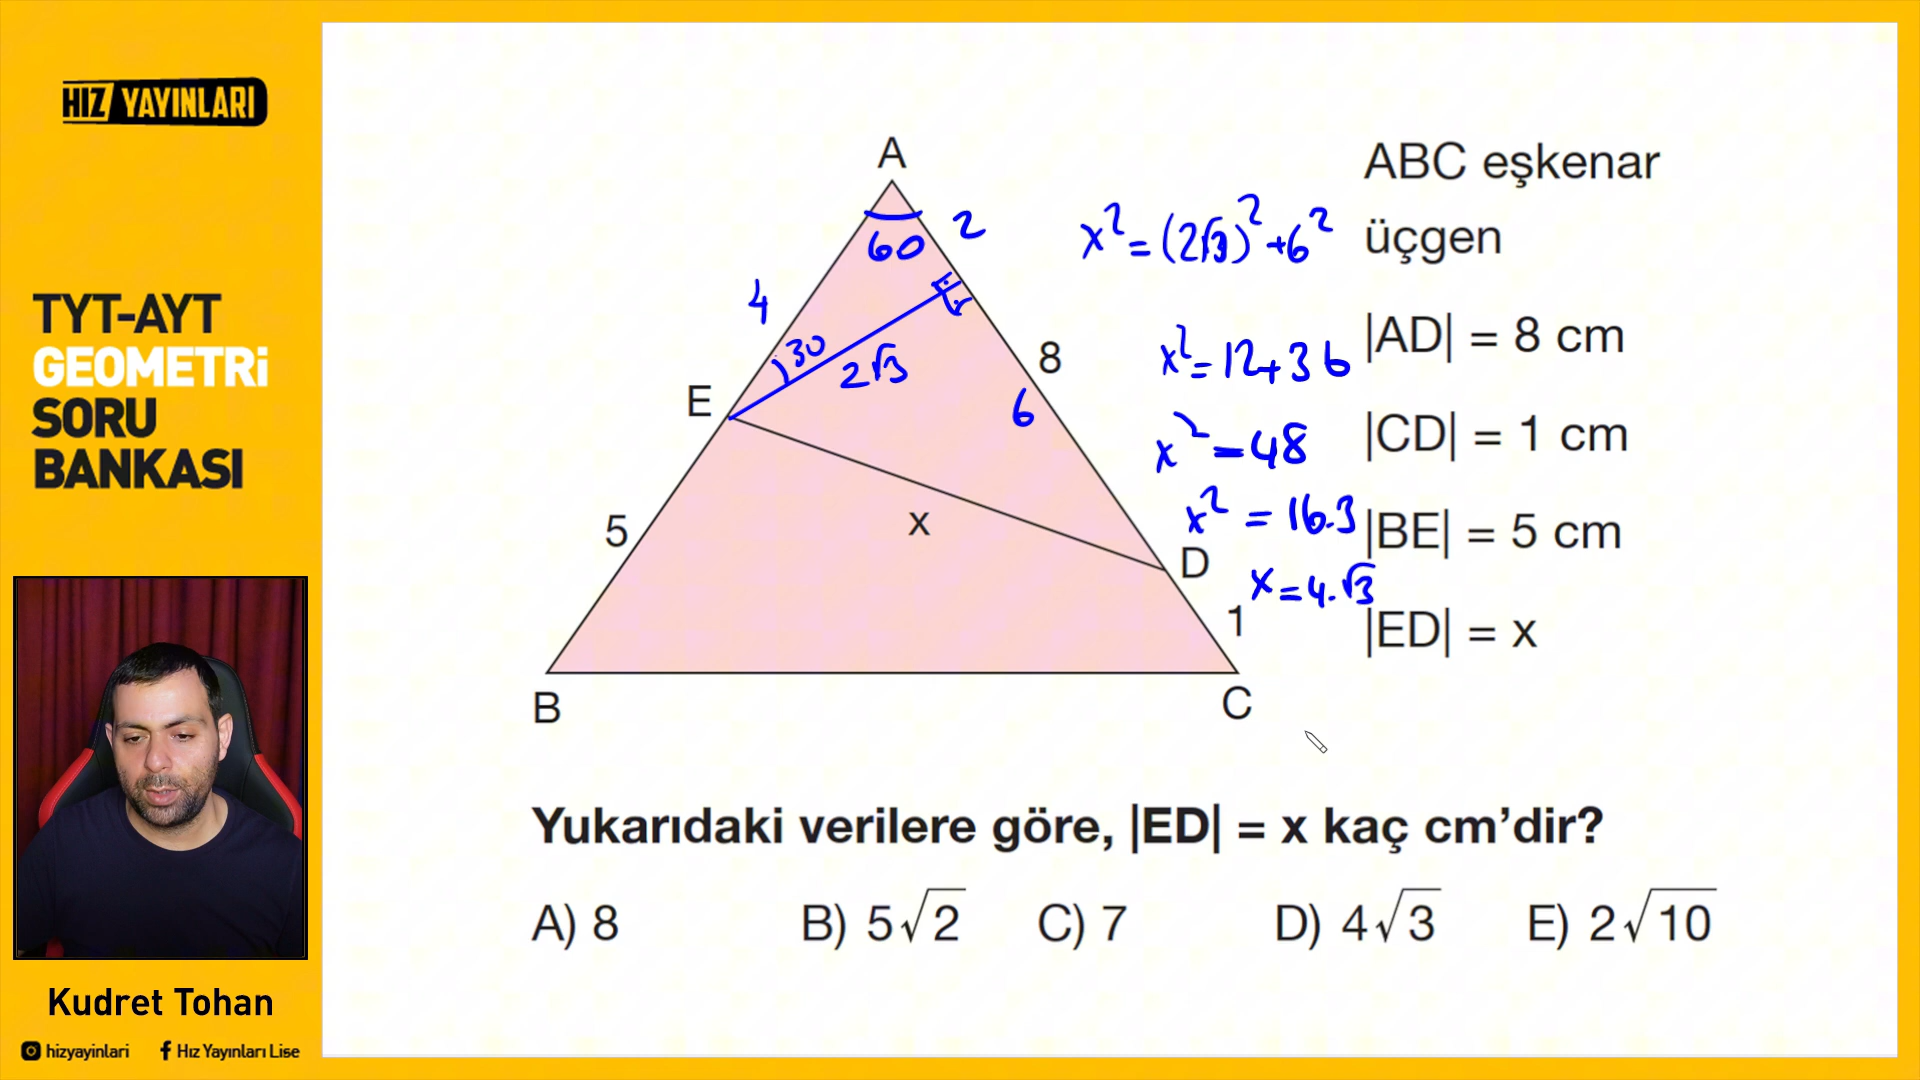 HIZ YAYINLARI
TYT-AYT
GEOMETRİ
SORU
BANKASI
Kudret Tohan
hizyayinlari
Hız Yayınları Lise
A
60
2
4
30
2√3
8
6
E
5
x
D
1
B
C
x² = (2√3)² + 6²
x² = 12 + 36
x² = 48
x² = 16.3
x = 4.√3
ABC eşkenar
üçgen
|AD| = 8 cm
|CD| = 1 cm
|BE| = 5 cm
|ED| = x
Yukarıdaki verilere göre, |ED| = x kaç cm’dir?
A) 8 B) 5√2 C) 7 D) 4√3 E) 2√10